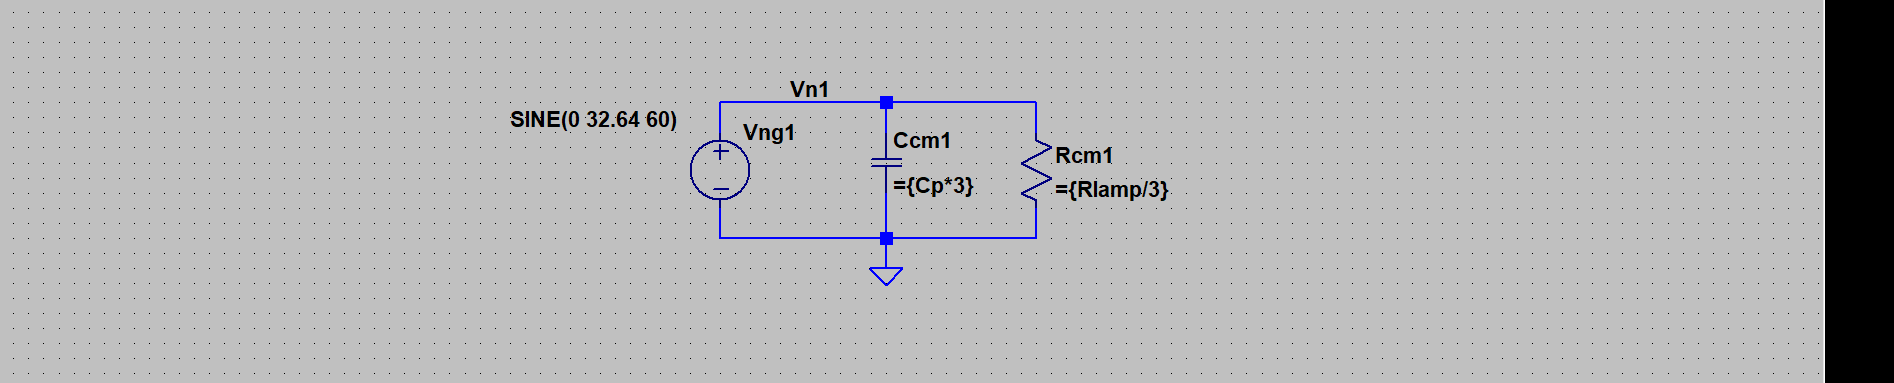 Vn1
SINE(0 32.64 60)
Vng1
Ccm1
={Cp*3}
Rcm1
={Rlamp/3}